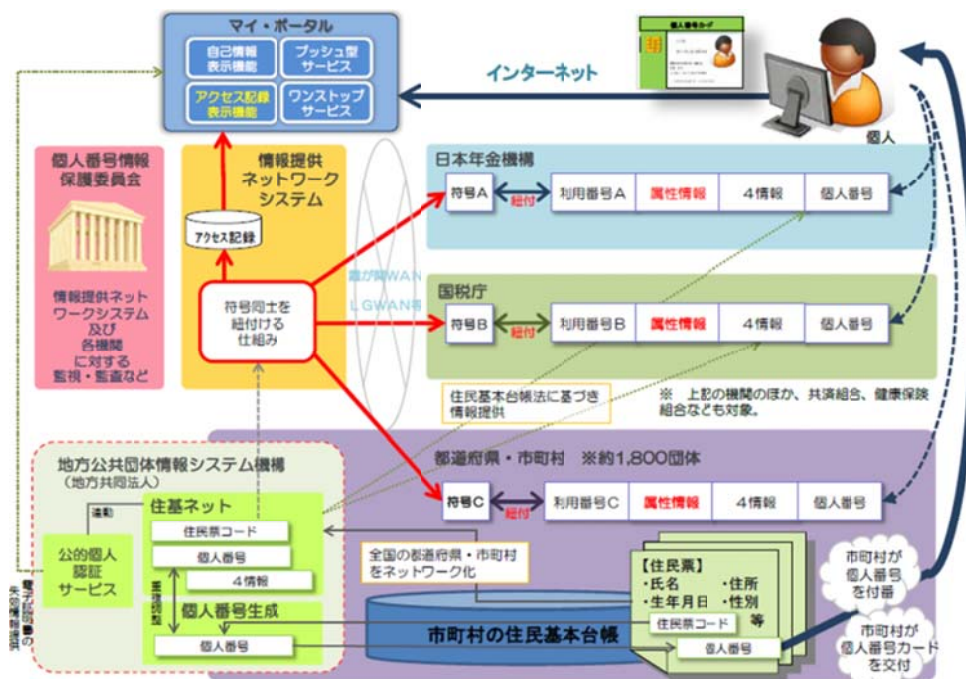 マイ・ポータル
自己情報
表示機能
プッシュ型
サービス
アクセス記録
表示機能
ワンストップ
サービス
インターネット
個人番号カード
個人
個人番号情報
保護委員会
情報提供ネット
ワークシステム
及び
各機関
に対する
監視・監査など
情報提供
ネットワーク
システム
アクセス記録
符号同士を
紐付ける
仕組み
霞が関WAN
LGWAN等
日本年金機構
符号A
紐付
利用番号A
属性情報
4情報
個人番号
国税庁
符号B
紐付
利用番号B
属性情報
4情報
個人番号
住民基本台帳法に基づき
情報提供
※ 上記の機関のほか、共済組合、健康保険
組合なども対象。
都道府県・市町村 ※約1,800団体
符号C
紐付
利用番号C
属性情報
4情報
個人番号
地方公共団体情報システム機構
(地方共同法人)
住基ネット
連動
住民票コード
個人番号
4情報
公的個人
認証
サービス
重複調整
個人番号生成
個人番号
電子証明書の
失効情報提供
全国の都道府県・市町村
をネットワーク化
市町村の住民基本台帳
【住民票】
・氏名 ・住所
・生年月日 ・性別
等
住民票コード
個人番号
市町村が
個人番号
を付番
市町村が
個人番号カード
を交付